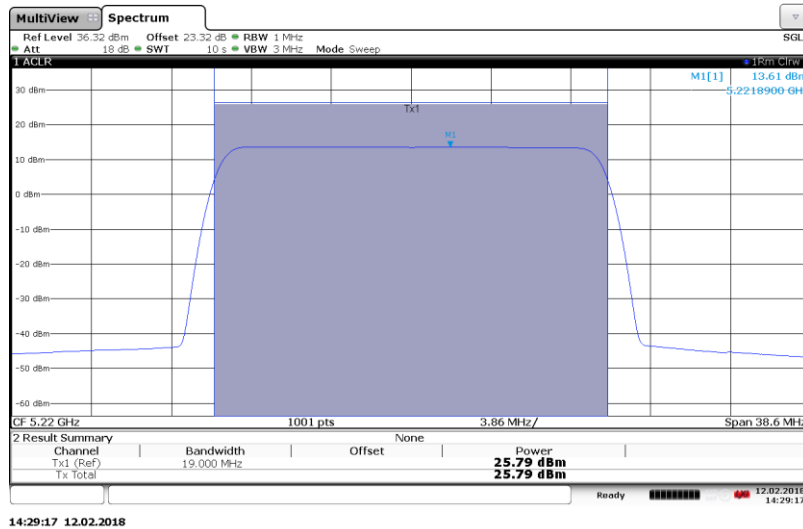 MultiView Spectrum
Ref Level 36.32 dBm Offset 23.32 dB RBW 1 MHz SGL
Att 18 dB SWT 10 s VBW 3 MHz Mode Sweep
1 ACLR 1Rm Clrw
M1[1] 13.61 dBm
5.2218900 GH
30 dBm
Tx1
20 dBm
M1
10 dBm
0 dBm
-10 dBm
-20 dBm
-30 dBm
-40 dBm
-50 dBm
-60 dBm
CF 5.22 GHz 1001 pts 3.86 MHz/ Span 38.6 MHz
2 Result Summary None
Channel Bandwidth Offset Power
Tx1 (Ref) 19.000 MHz 25.79 dBm
Tx Total 25.79 dBm
Ready 12.02.2018
14:29:17
14:29:17 12.02.2018